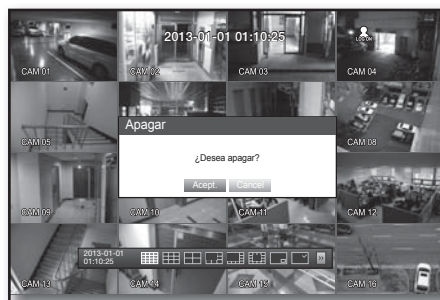 2013-01-01 01:10:25
LOG ON
CAM 01
CAM 02
CAM 03
CAM 04
Apagar
CAM 05
CAM 08
¿Desea apagar?
Acept. Cancel
CAM 09
CAM 10
CAM 11
CAM 12
2013-01-01
01:10:25
CAM 13
CAM 14
CAM 15
CAM 16